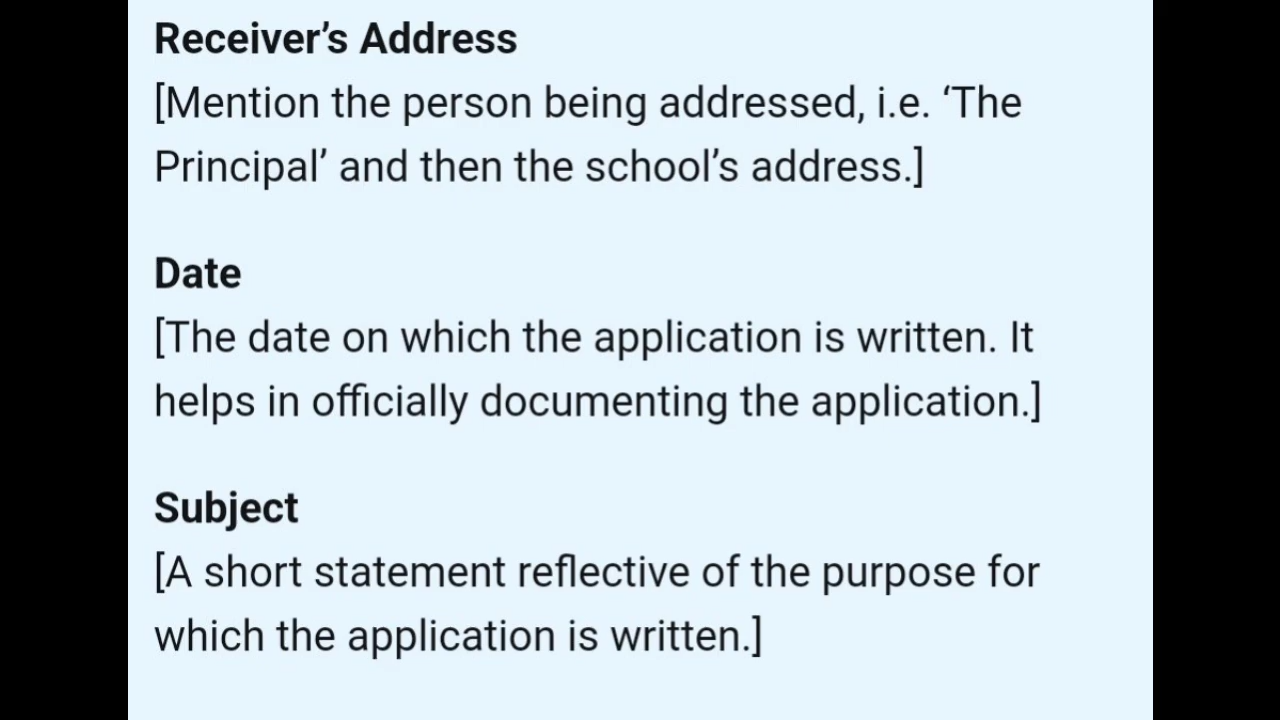 Receiver’s Address
[Mention the person being addressed, i.e. ‘The
Principal’ and then the school’s address.]
Date
[The date on which the application is written. It
helps in officially documenting the application.]
Subject
[A short statement reflective of the purpose for
which the application is written.]